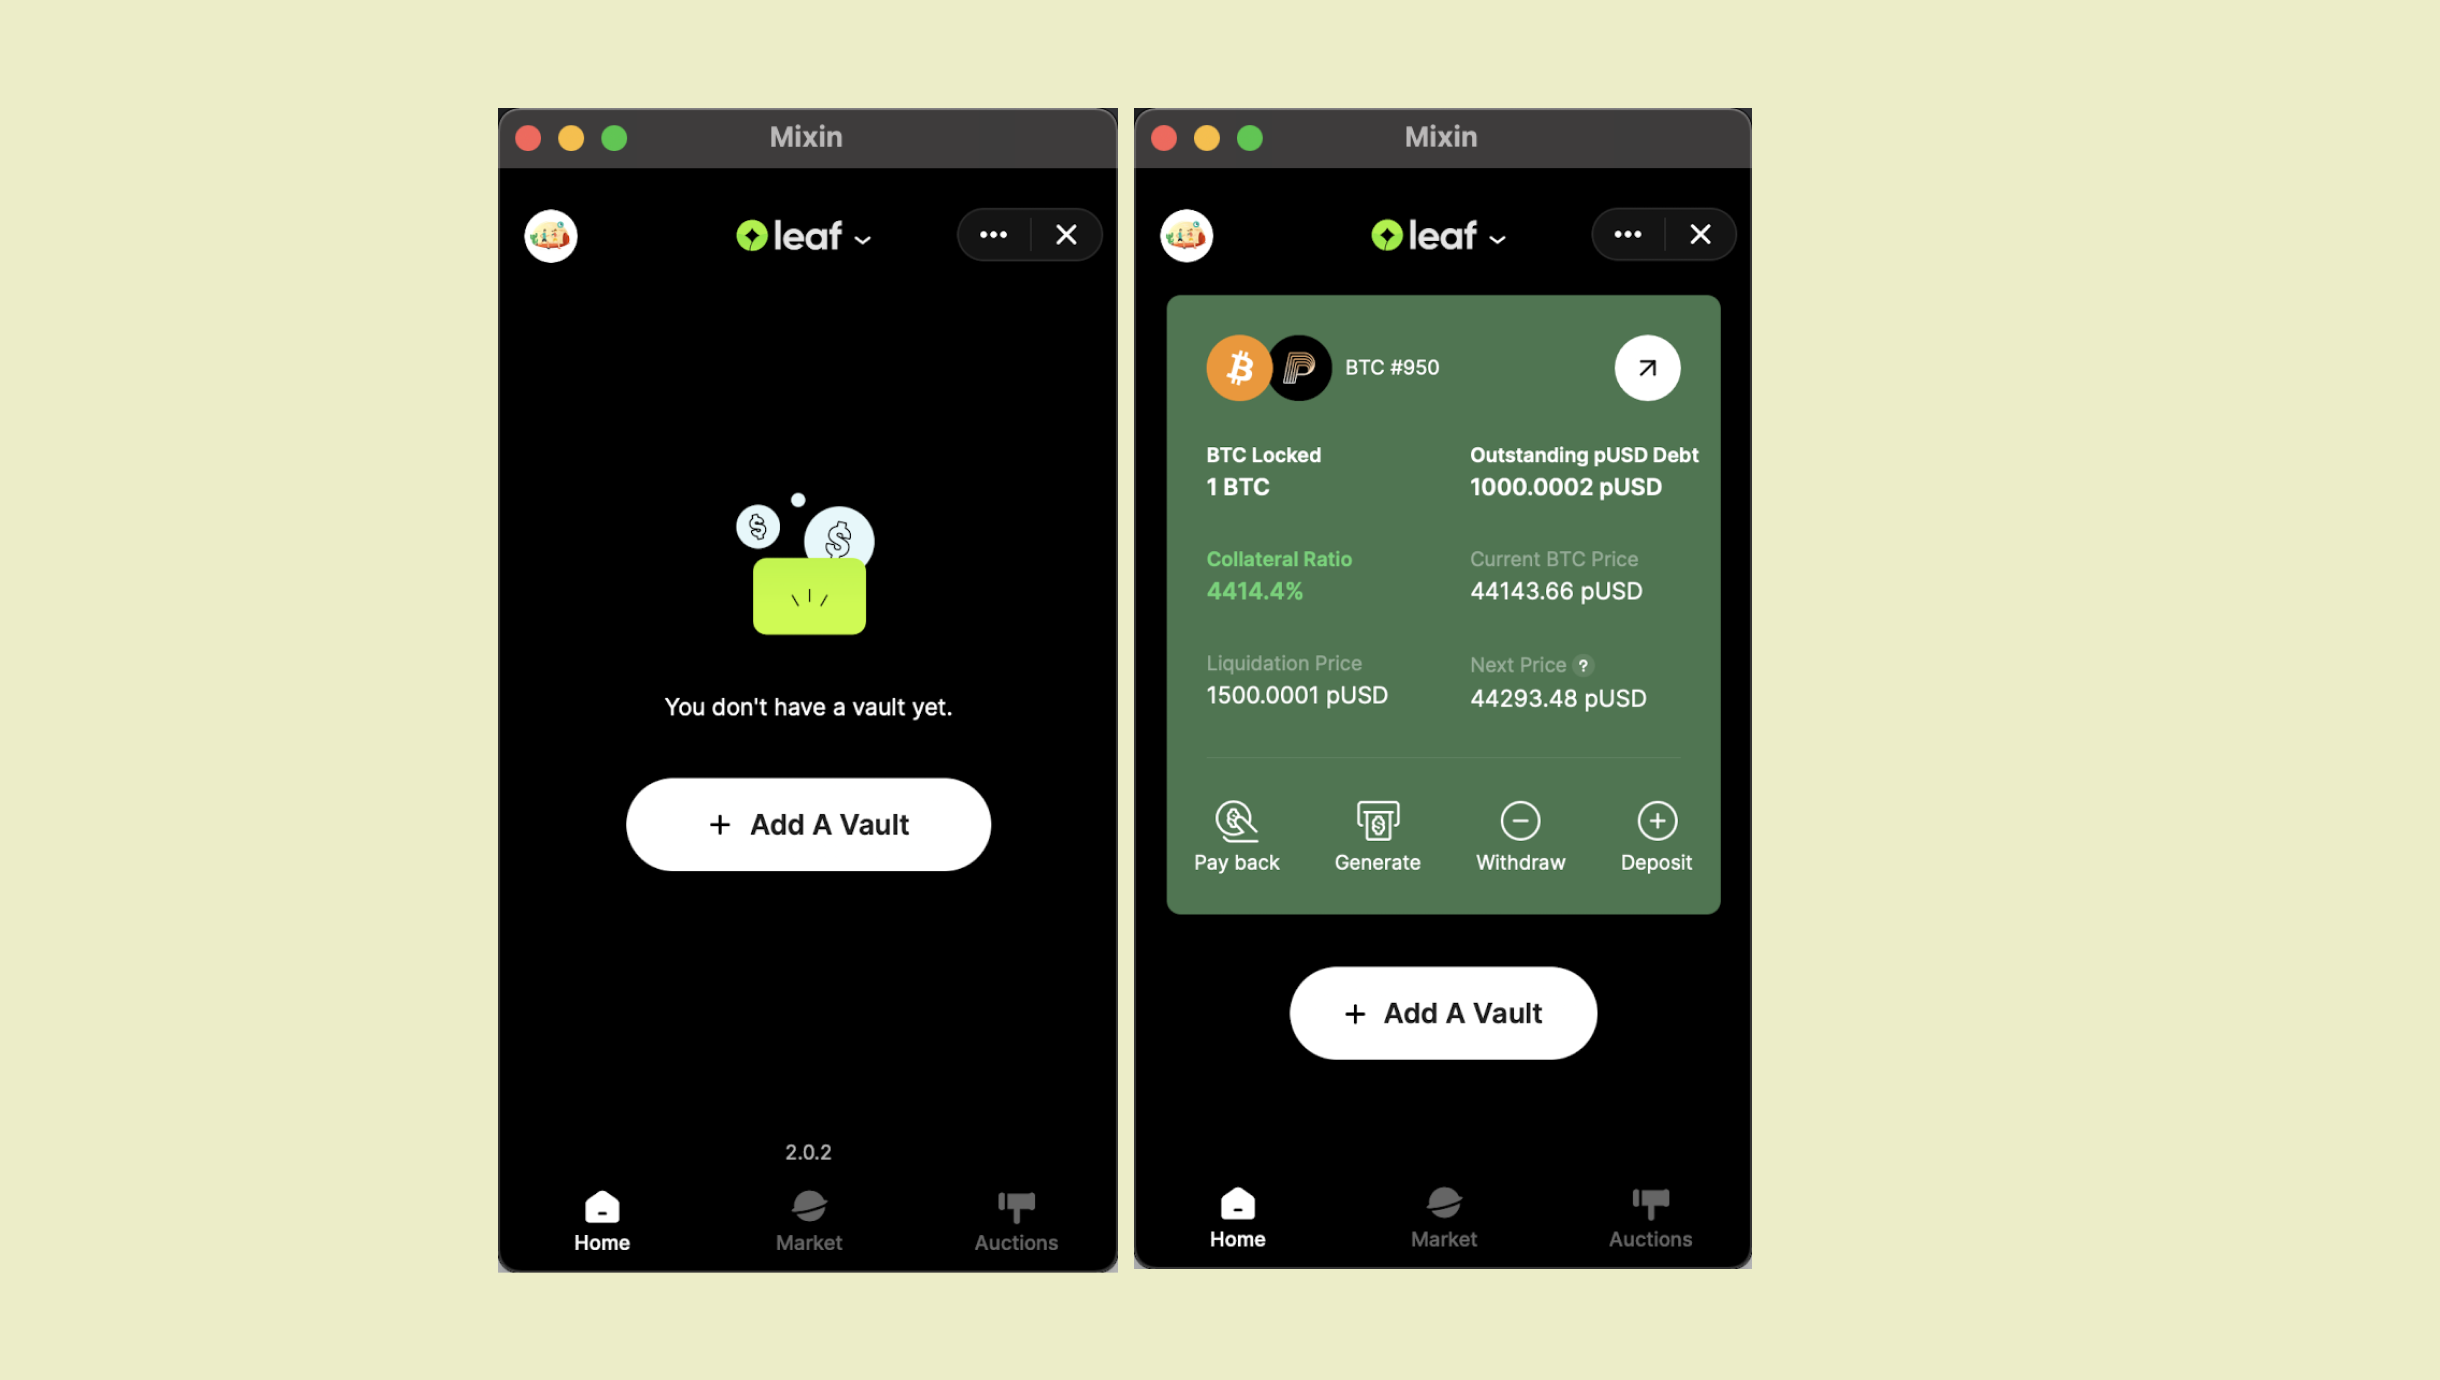 Mixin
leaf
You don't have a vault yet.
+ Add A Vault
2.0.2
Home
Market
Auctions
Mixin
leaf
BTC #950
BTC Locked
1 BTC
Outstanding pUSD Debt
1000.0002 pUSD
Collateral Ratio
4414.4%
Current BTC Price
44143.66 pUSD
Liquidation Price
1500.0001 pUSD
Next Price ?
44293.48 pUSD
Pay back
Generate
Withdraw
Deposit
+ Add A Vault
Home
Market
Auctions